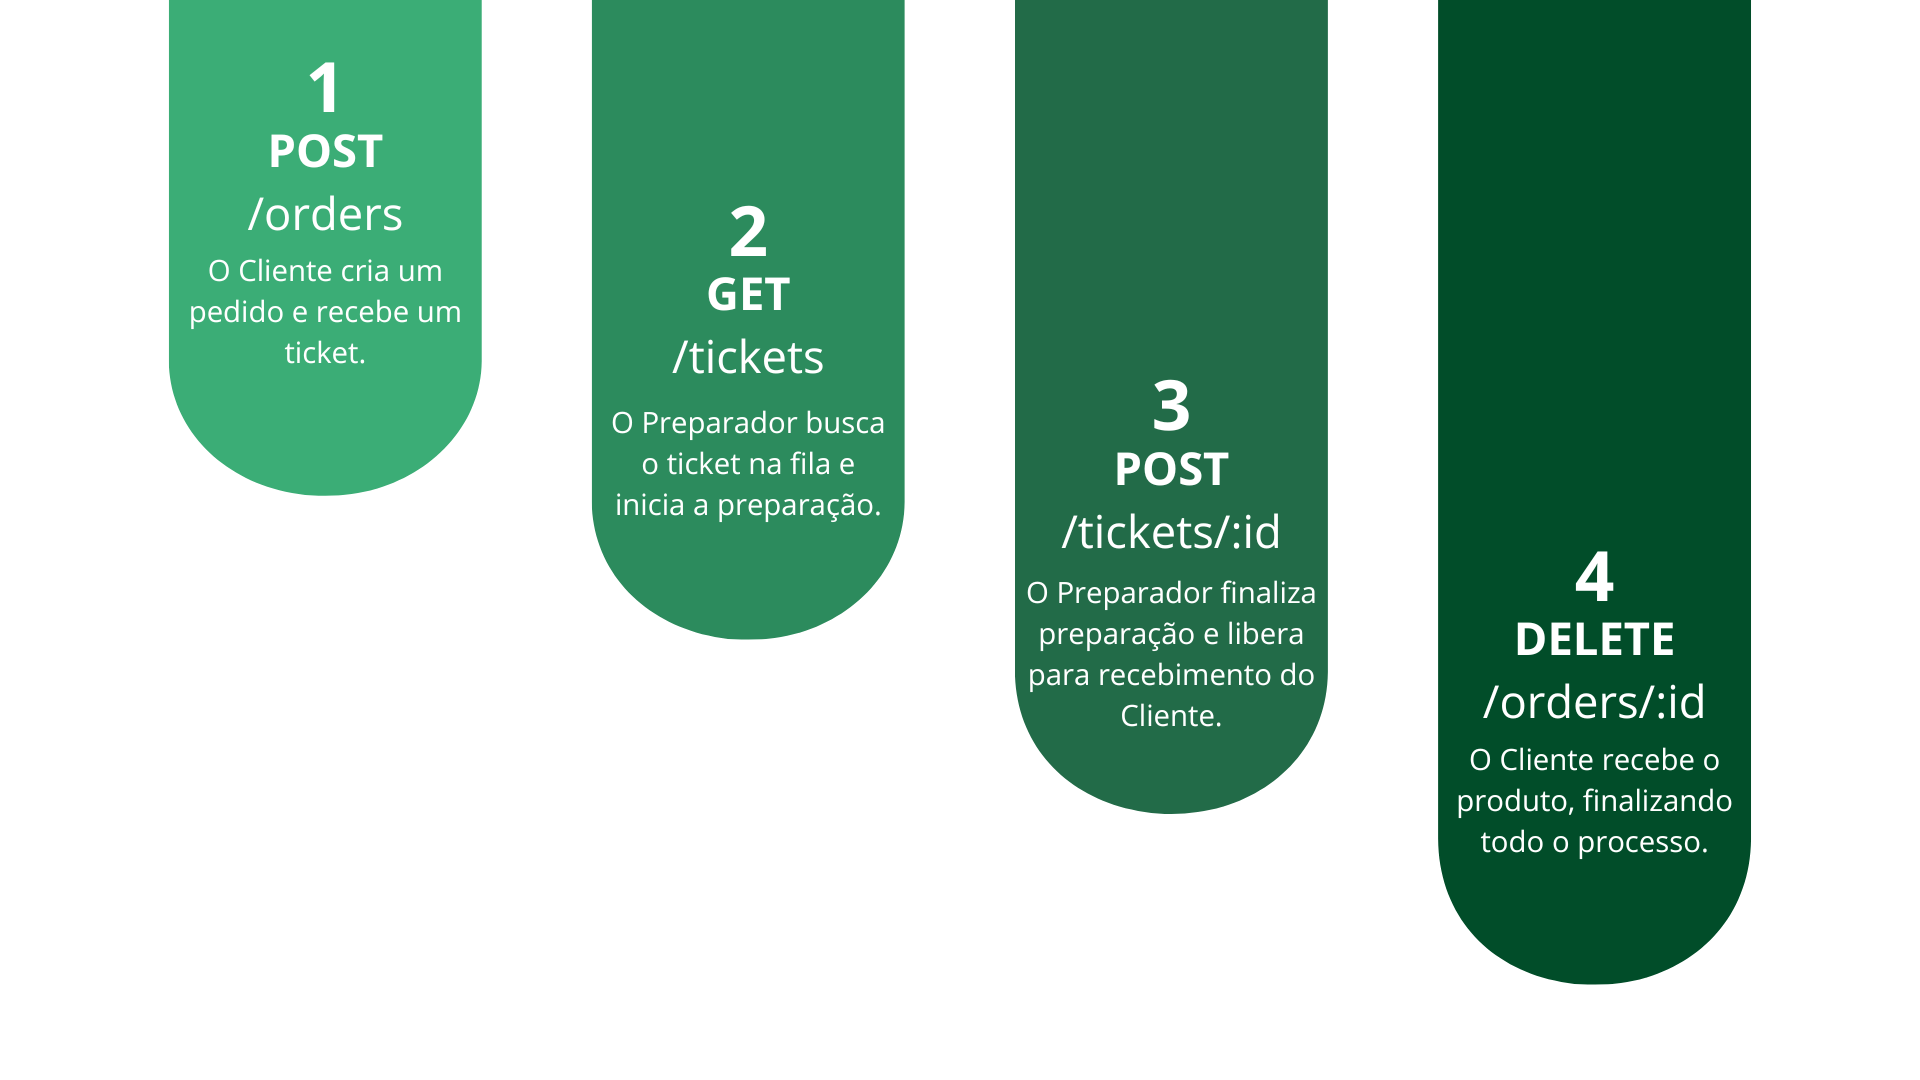 1
POST
/orders
O Cliente cria um
pedido e recebe um
ticket.
2
GET
/tickets
O Preparador busca
o ticket na fila e
inicia a preparação.
3
POST
/tickets/:id
O Preparador finaliza
preparação e libera
para recebimento do
Cliente.
4
DELETE
/orders/:id
O Cliente recebe o
produto, finalizando
todo o processo.